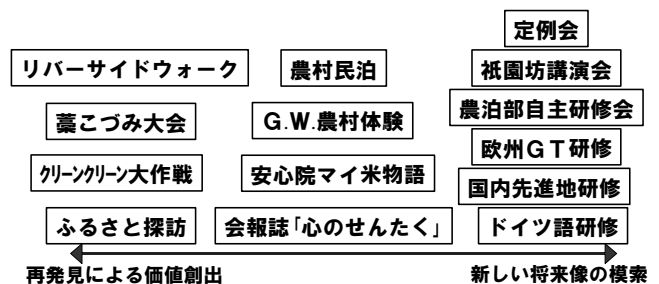 定例会
リバーサイドウォーク
農村民泊
祇園坊講演会
藁こづみ大会
G.W.農村体験
農泊部自主研修会
欧州GT研修
クリーンクリーン大作戦
安心院マイ米物語
国内先進地研修
ふるさと探訪
会報誌「心のせんたく」
ドイツ語研修
再発見による価値創出
新しい将来像の模索